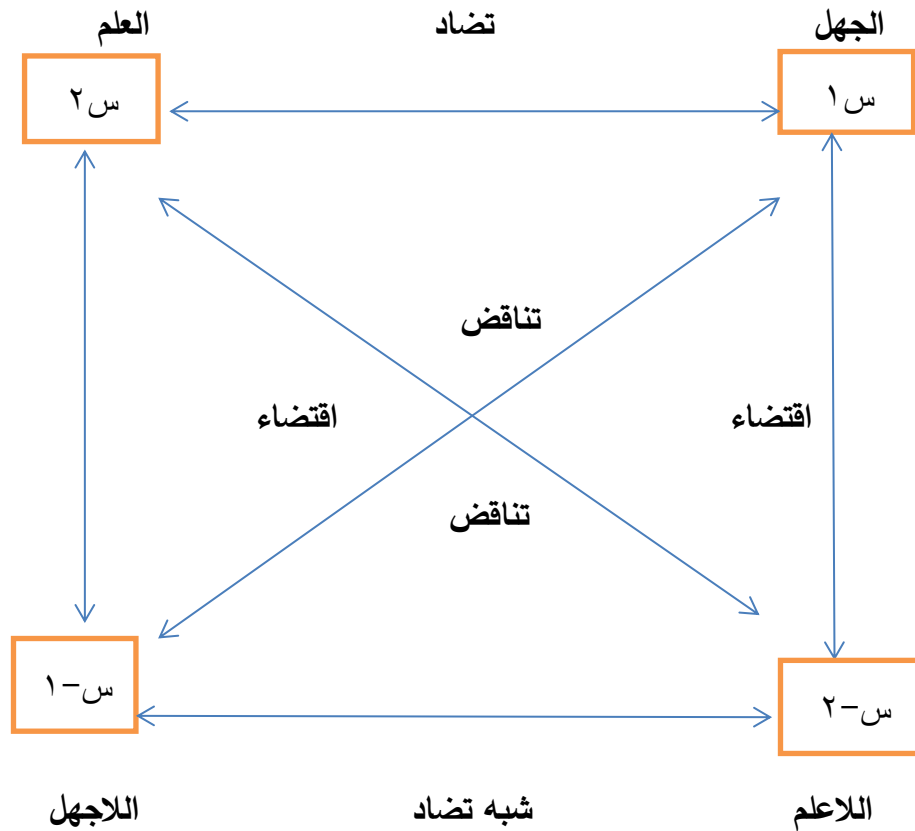 الجهل
تضاد
العلم
س١
س٢
تناقض
اقتضاء
اقتضاء
تناقض
س-٢
س-١
اللاعلم
شبه تضاد
اللاجهل